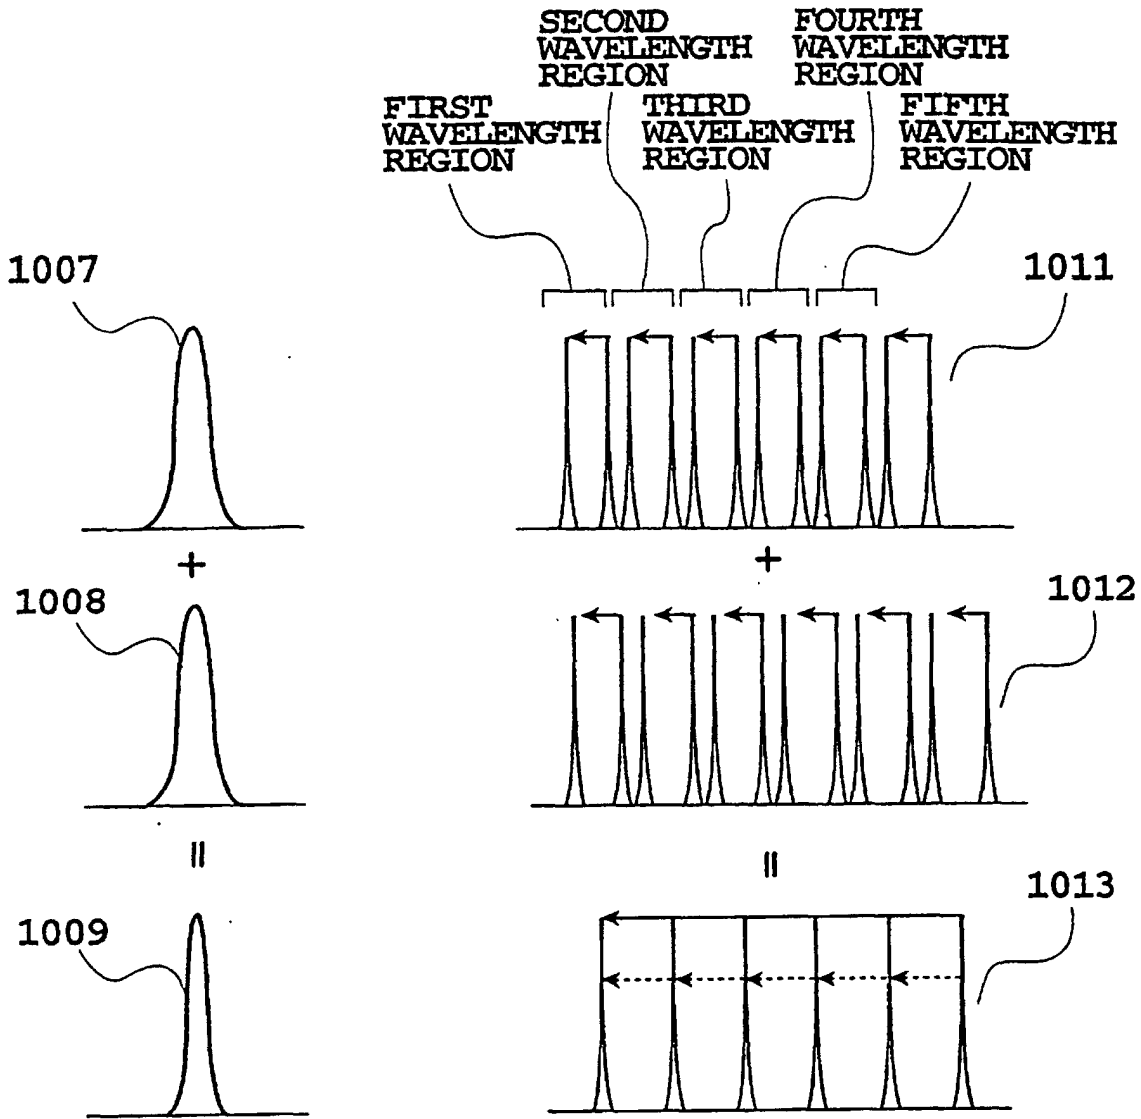 SECOND
WAVELENGTH
REGION
FOURTH
WAVELENGTH
REGION
FIRST
WAVELENGTH
REGION
THIRD
WAVELENGTH
REGION
FIFTH
WAVELENGTH
REGION
1007
1011
+
+
1008
1012
=
=
1009
1013